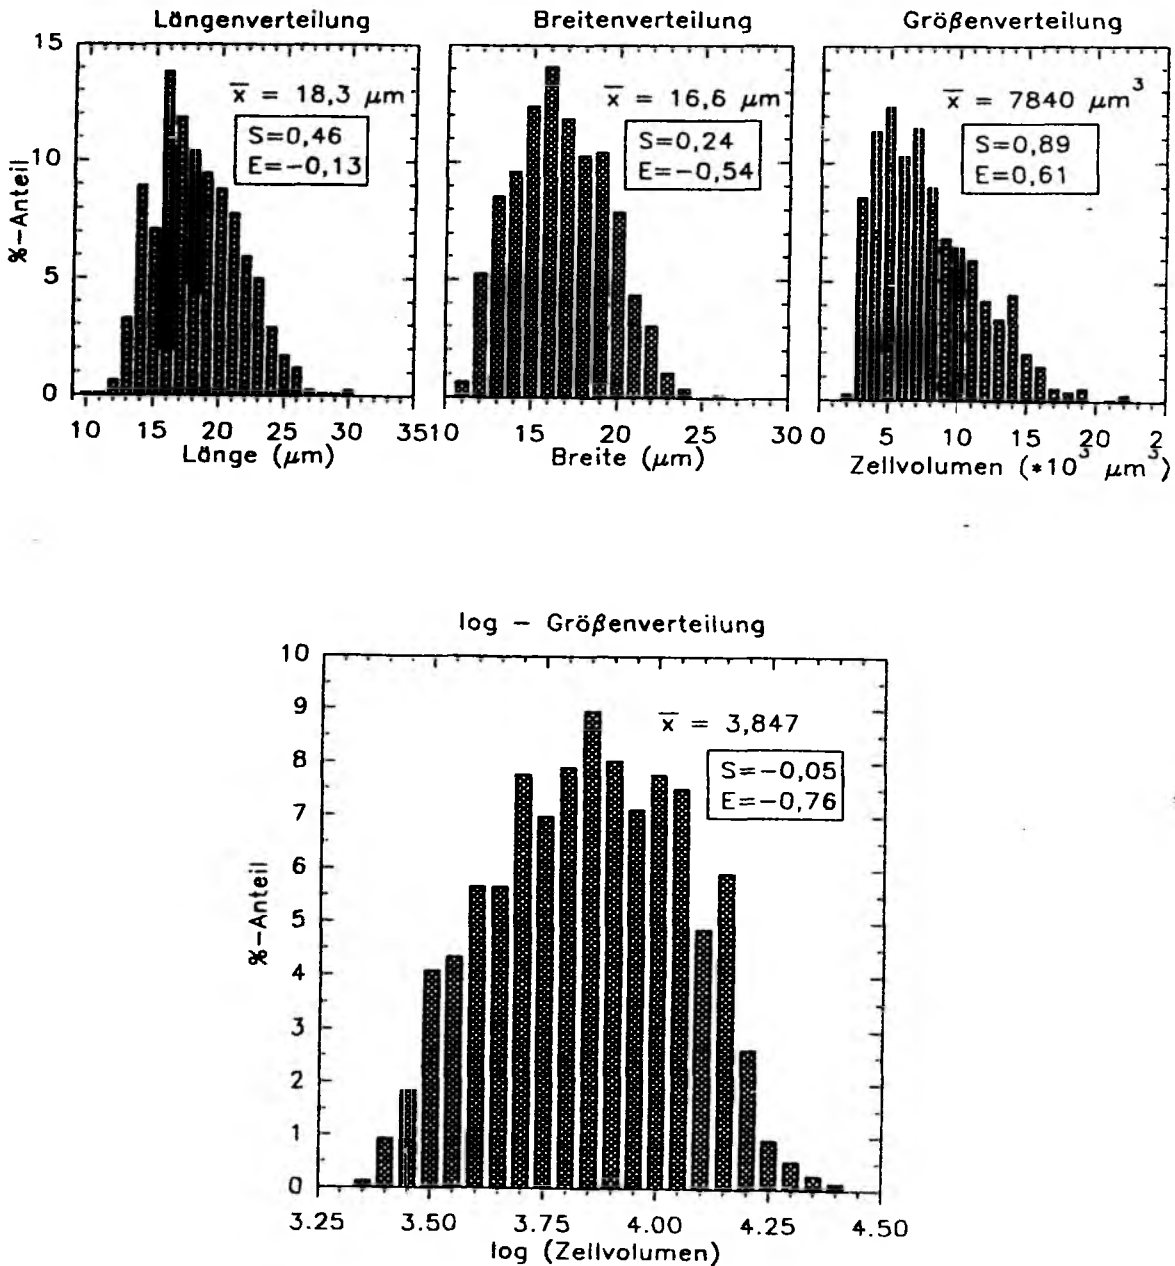 Längenverteilung
Breitenverteilung
Größenverteilung
15
10
5
0
%-Anteil
x̅ = 18,3 μm
S=0,46
E=-0,13
10 15 20 25 30 35
Länge (μm)
x̅ = 16,6 μm
S=0,24
E=-0,54
10 15 20 25 30
Breite (μm)
x̅ = 7840 μm³
S=0,89
E=0,61
0 5 10 15 20 2
Zellvolumen (*10³ μm³)
log - Größenverteilung
10
9
8
7
6
5
4
3
2
1
0
%-Anteil
x̅ = 3,847
S=-0,05
E=-0,76
3.25 3.50 3.75 4.00 4.25 4.50
log (Zellvolumen)